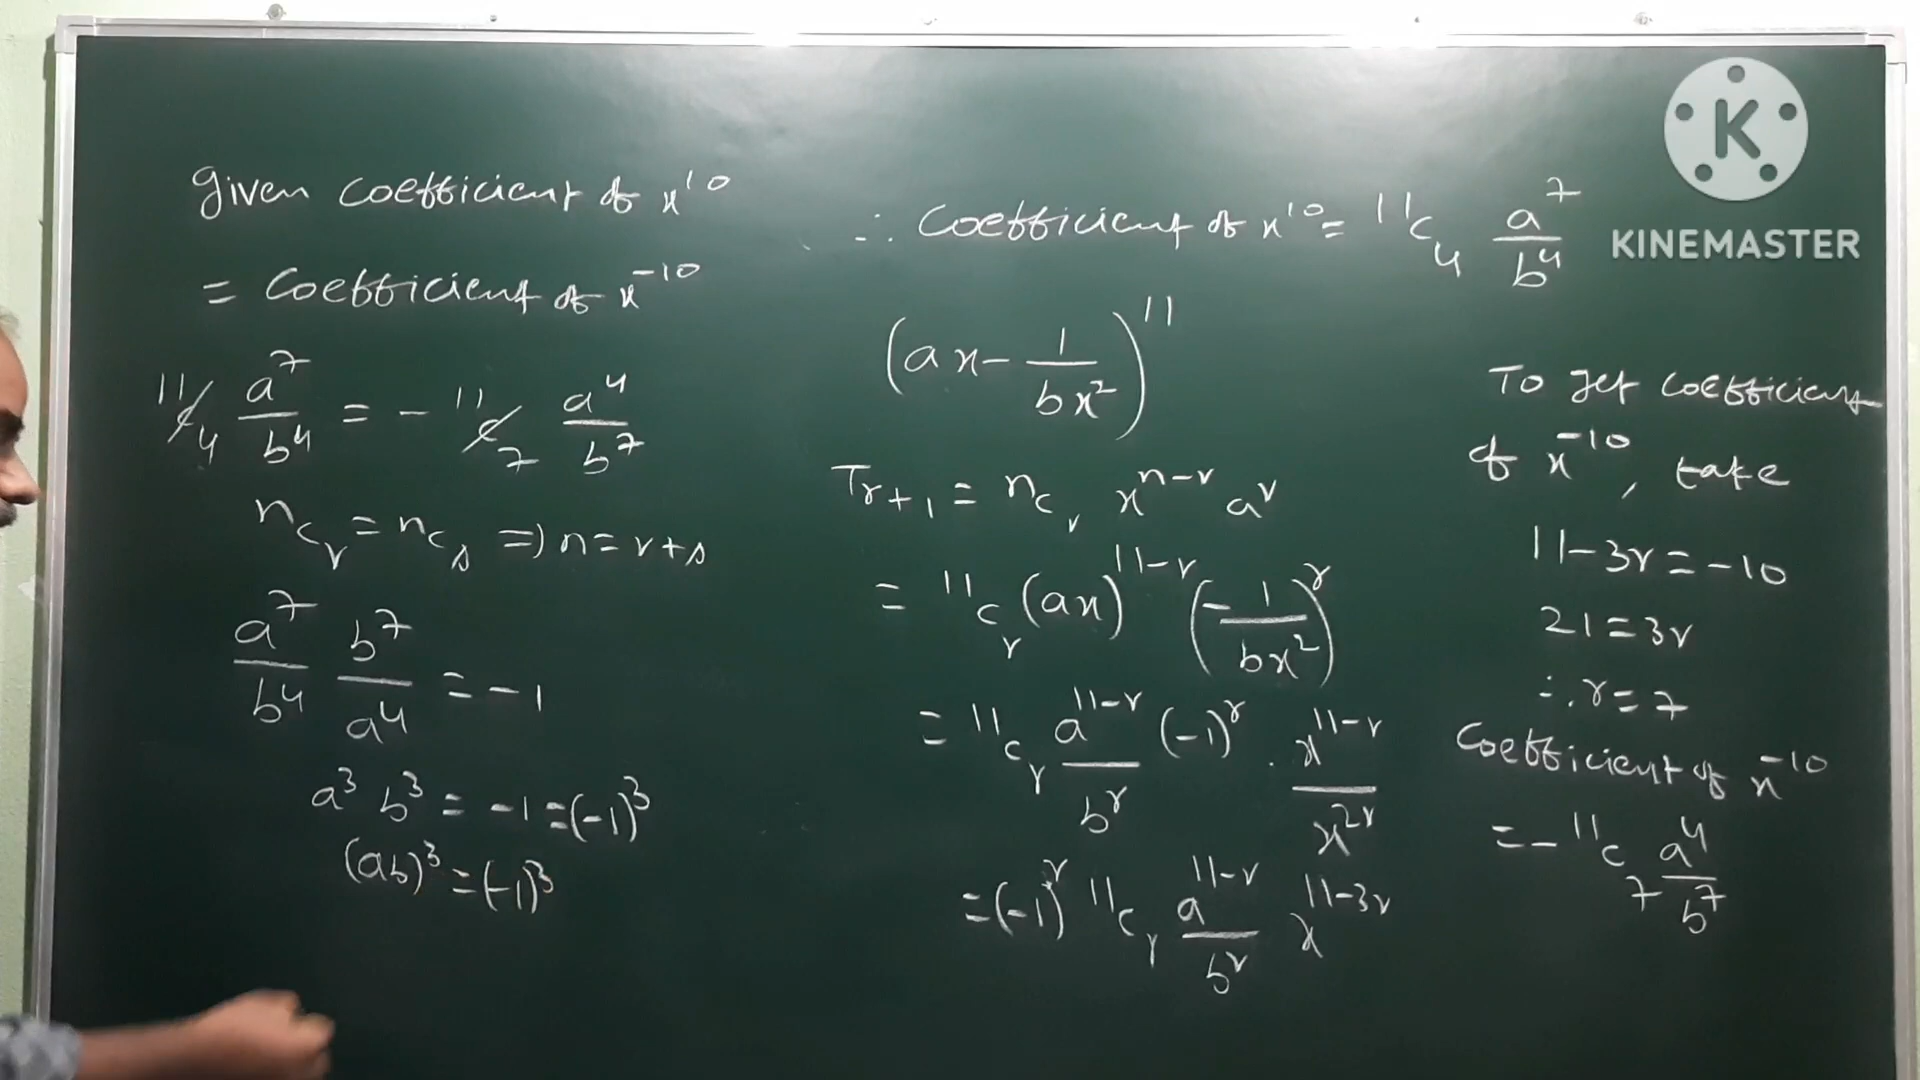 Given coefficient of x^10
= Coefficient of x^-10
11C4 a^7/b^4 = - 11C7 a^4/b^7
nCr = nCs => n = r+s
a^7/b^4 b^7/a^4 = -1
a^3 b^3 = -1 = (-1)^3
(ab)^3 = (-1)^3
∴ Coefficient of x^10 = 11C4 a^7/b^4
(ax - 1/bx^2)^11
Tr+1 = nCr x^n-r a^r
= 11Cr (ax)^11-r (-1/bx^2)^r
= 11Cr a^11-r/b^r (-1)^r . x^11-r/x^2r
= (-1)^r 11Cr a^11-r/b^r x^11-3r
To get coefficient
of x^-10, take
11-3r = -10
21 = 3r
∴ r = 7
Coefficient of x^-10
= - 11C7 a^4/b^7
K
KINEMASTER